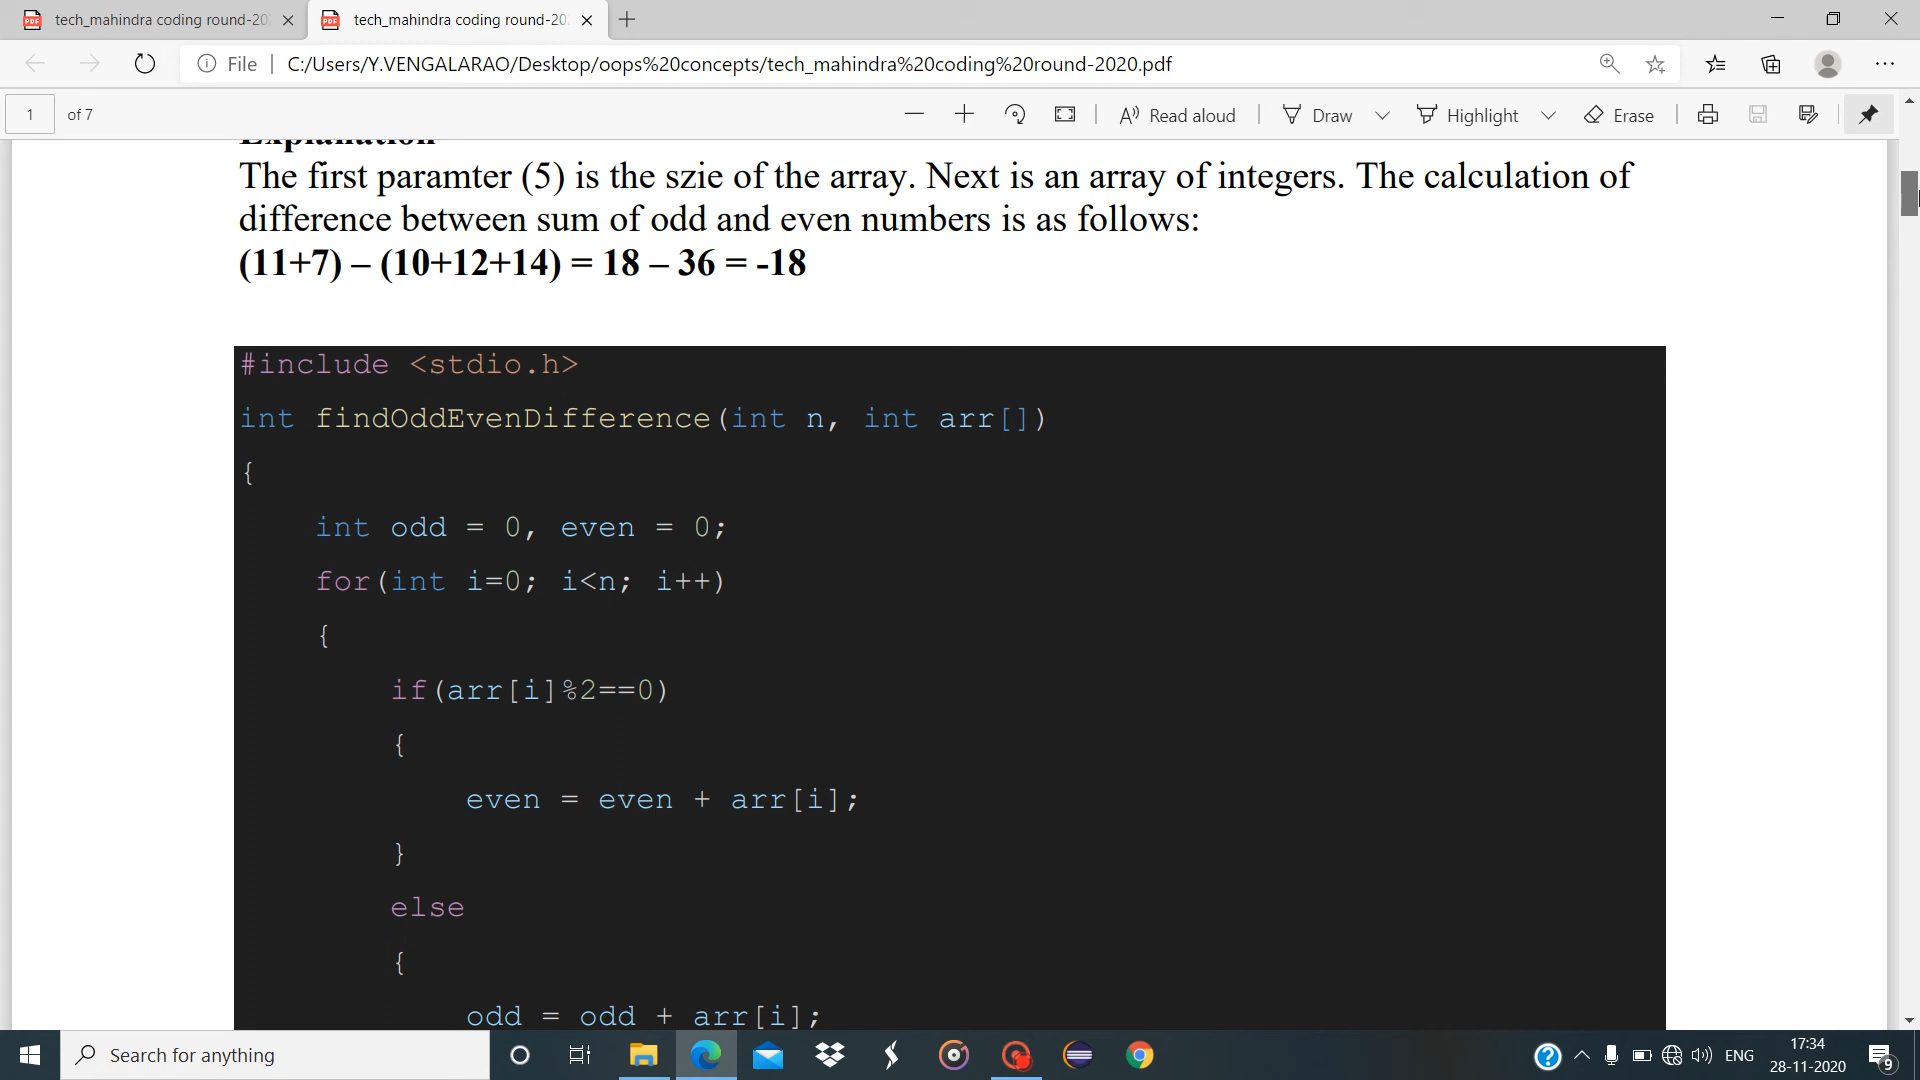 tech_mahindra coding round-20
tech_mahindra coding round-20
File
C:/Users/Y.VENGALARAO/Desktop/oops%20concepts/tech_mahindra%20coding%20round-2020.pdf
1 of 7
Read aloud
Draw
Highlight
Erase
Explanation
The first paramter (5) is the szie of the array. Next is an array of integers. The calculation of
difference between sum of odd and even numbers is as follows:
(11+7) – (10+12+14) = 18 – 36 = -18
#include <stdio.h>
int findOddEvenDifference(int n, int arr[])
{
int odd = 0, even = 0;
for(int i=0; i<n; i++)
{
if(arr[i]%2==0)
{
even = even + arr[i];
}
else
{
odd = odd + arr[i];
Search for anything
ENG
17:34
28-11-2020
9